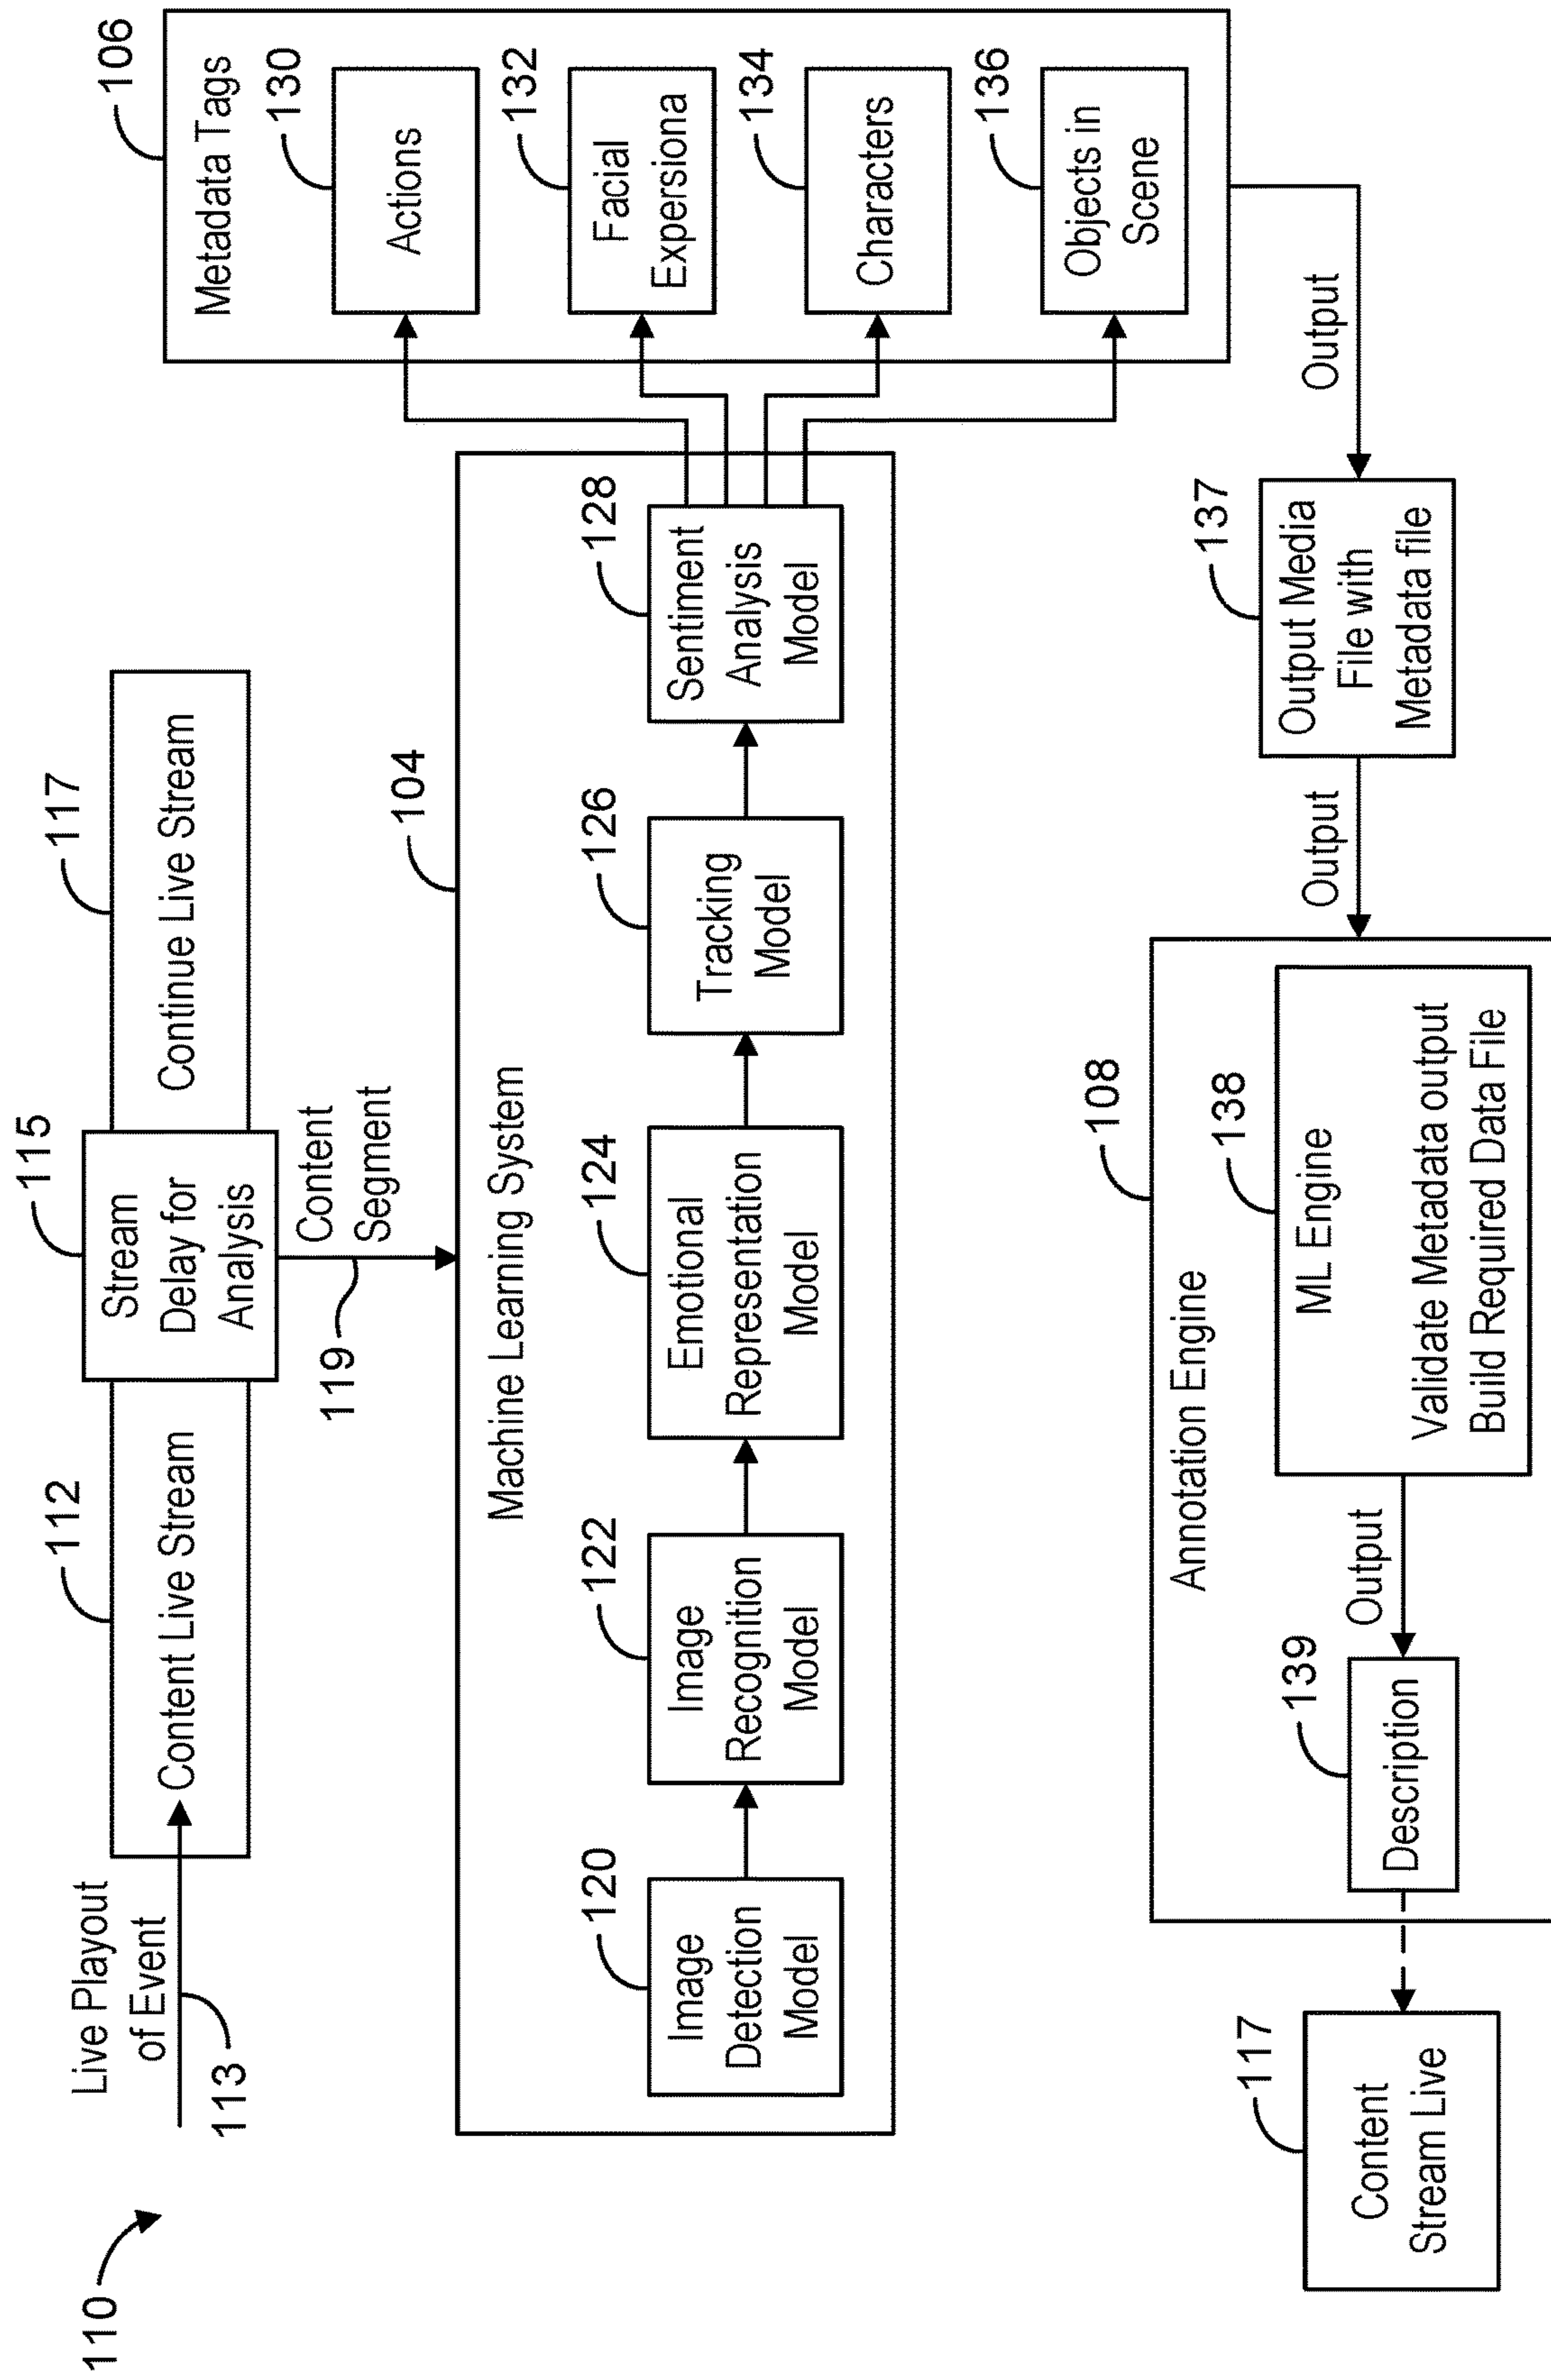 110
Live Playout
of Event
113
112
Content Live Stream
115
Stream
Delay for
Analysis
117
Continue Live Stream
Content
Segment
119
104
Machine Learning System
120
Image
Detection
Model
122
Image
Recognition
Model
124
Emotional
Representation
Model
126
Tracking
Model
128
Sentiment
Analysis
Model
106
Metadata Tags
130
Actions
132
Facial
Expersiona
134
Characters
136
Objects in
Scene
Output
137
Output Media
File with
Metadata file
Output
108
Annotation Engine
138
ML Engine
Validate Metadata output
Build Required Data File
Output
139
Description
117
Content
Stream Live